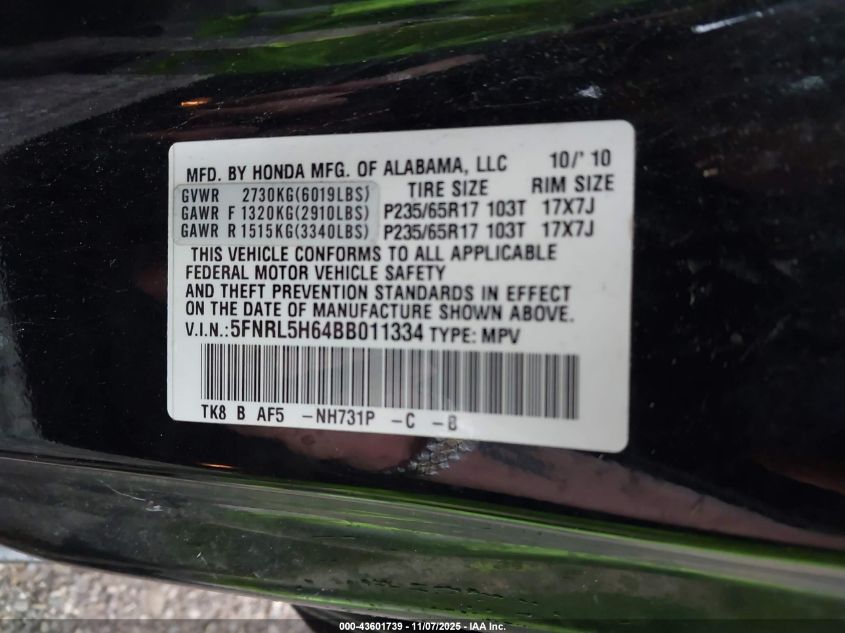 MFD. BY HONDA MFG. OF ALABAMA, LLC 10/'10
GVWR 2730KG(6019LBS) TIRE SIZE RIM SIZE
GAWR F 1320KG(2910LBS) P235/65R17 103T 17X7J
GAWR R 1515KG(3340LBS) P235/65R17 103T 17X7J
THIS VEHICLE CONFORMS TO ALL APPLICABLE
FEDERAL MOTOR VEHICLE SAFETY
AND THEFT PREVENTION STANDARDS IN EFFECT
ON THE DATE OF MANUFACTURE SHOWN ABOVE.
V.I.N.:5FNRL5H64BB011334 TYPE: MPV
TK8 B AF5 -NH731P -C -B
000-43601739 - 11/07/2025 - IAA Inc.